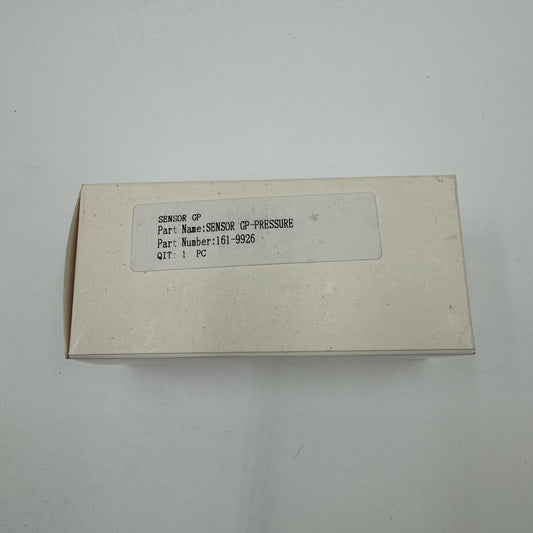 SENSOR GP
Part Name:SENSOR GP-PRESSURE
Part Number:161-9926
QIT: 1 PC